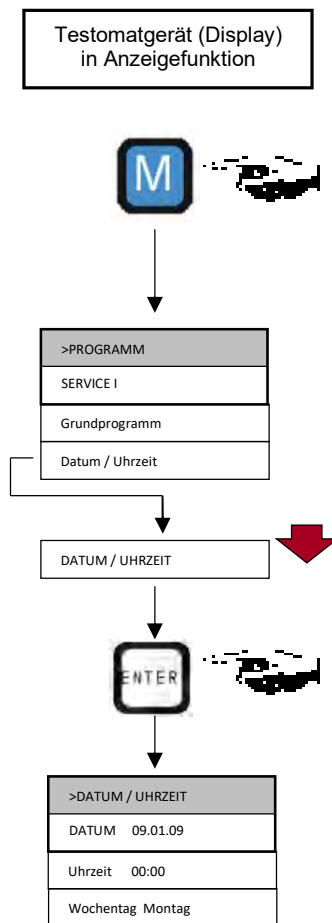 Testomatgerät (Display)
in Anzeigefunktion
M
>PROGRAMM
SERVICE I
Grundprogramm
Datum / Uhrzeit
DATUM / UHRZEIT
ENTER
>DATUM / UHRZEIT
DATUM 09.01.09
Uhrzeit 00:00
Wochentag Montag